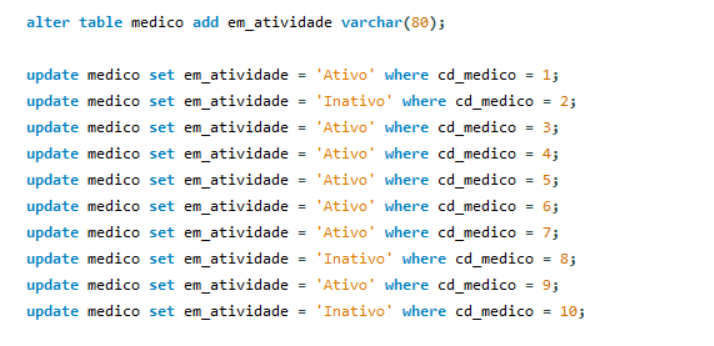 alter table medico add em_atividade varchar(80);
update medico set em_atividade = 'Ativo' where cd_medico = 1;
update medico set em_atividade = 'Inativo' where cd_medico = 2;
update medico set em_atividade = 'Ativo' where cd_medico = 3;
update medico set em_atividade = 'Ativo' where cd_medico = 4;
update medico set em_atividade = 'Ativo' where cd_medico = 5;
update medico set em_atividade = 'Ativo' where cd_medico = 6;
update medico set em_atividade = 'Ativo' where cd_medico = 7;
update medico set em_atividade = 'Inativo' where cd_medico = 8;
update medico set em_atividade = 'Ativo' where cd_medico = 9;
update medico set em_atividade = 'Inativo' where cd_medico = 10;